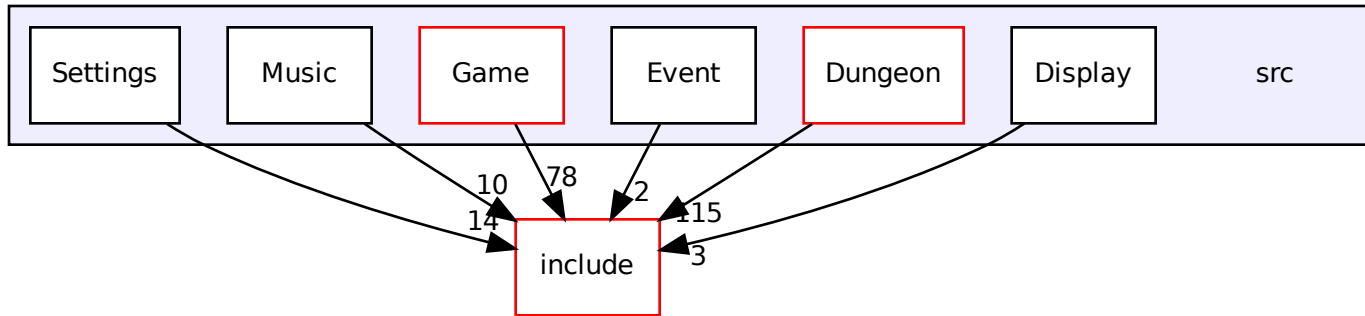 Settings
Music
Game
Event
Dungeon
Display
src
78
10
2
115
14
3
include